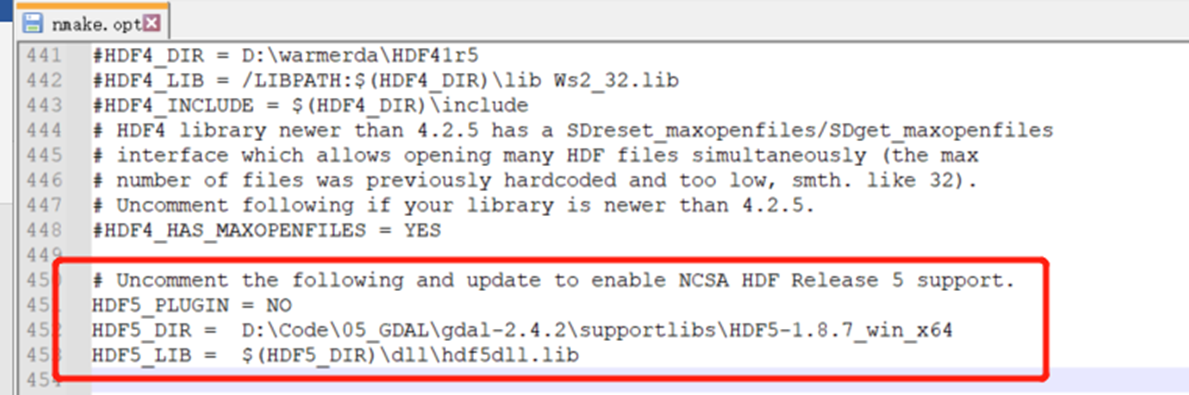 nmake.opt
441 #HDF4_DIR = D:\warmerda\HDF41r5
442 #HDF4_LIB = /LIBPATH:$(HDF4_DIR)\lib Ws2_32.lib
443 #HDF4_INCLUDE = $(HDF4_DIR)\include
444 # HDF4 library newer than 4.2.5 has a SDreset_maxopenfiles/SDget_maxopenfiles
445 # interface which allows opening many HDF files simultaneously (the max
446 # number of files was previously hardcoded and too low, smth. like 32).
447 # Uncomment following if your library is newer than 4.2.5.
448 #HDF4_HAS_MAXOPENFILES = YES
449
450 # Uncomment the following and update to enable NCSA HDF Release 5 support.
451 HDF5_PLUGIN = NO
452 HDF5_DIR =  D:\Code\05_GDAL\gdal-2.4.2\supportlibs\HDF5-1.8.7_win_x64
453 HDF5_LIB =  $(HDF5_DIR)\dll\hdf5dll.lib
454